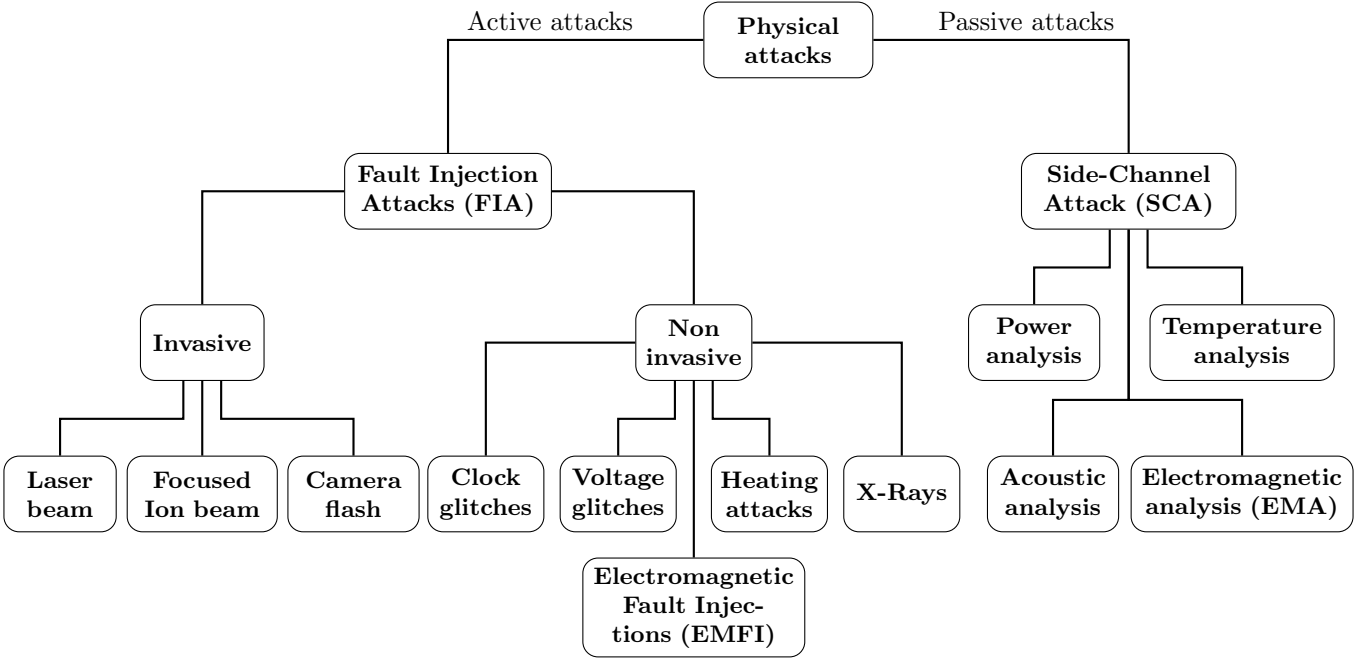 Active attacks
Physical
attacks
Passive attacks
Fault Injection
Attacks (FIA)
Side-Channel
Attack (SCA)
Invasive
Non
invasive
Power
analysis
Temperature
analysis
Laser
beam
Focused
Ion beam
Camera
flash
Clock
glitches
Voltage
glitches
Heating
attacks
X-Rays
Acoustic
analysis
Electromagnetic
analysis (EMA)
Electromagnetic
Fault Injec-
tions (EMFI)